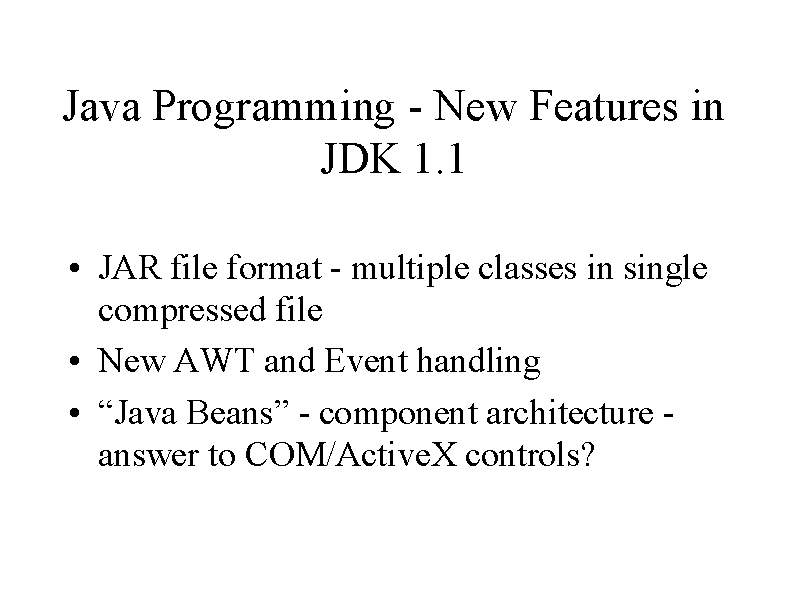 Java Programming - New Features in
JDK 1. 1
• JAR file format - multiple classes in single
compressed file
• New AWT and Event handling
• “Java Beans” - component architecture -
answer to COM/Active.X controls?